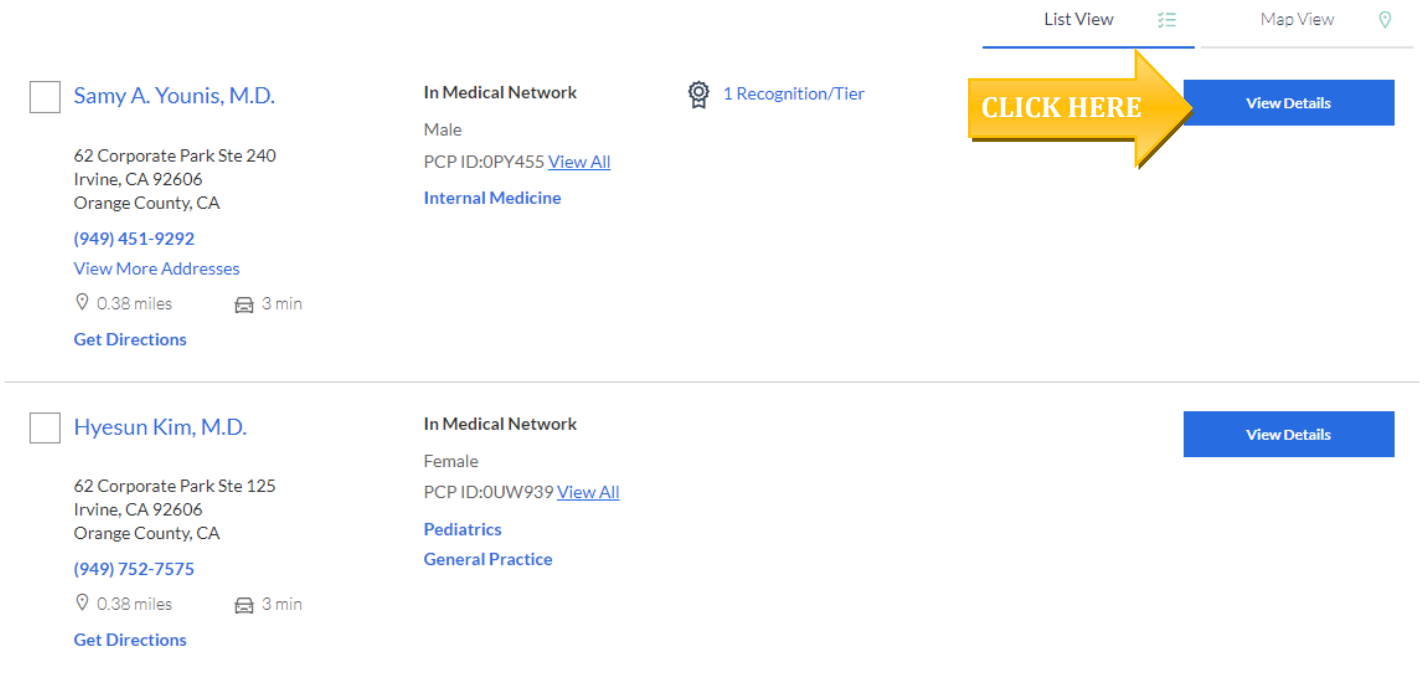 List View
Map View
Samy A. Younis, M.D.
In Medical Network
1 Recognition/Tier
CLICK HERE
View Details
Male
62 Corporate Park Ste 240
PCP ID:0PY455 View All
Irvine, CA 92606
Orange County, CA
Internal Medicine
(949) 451-9292
View More Addresses
0.38 miles
3 min
Get Directions
Hyesun Kim, M.D.
In Medical Network
View Details
Female
62 Corporate Park Ste 125
PCP ID:0UW939 View All
Irvine, CA 92606
Orange County, CA
Pediatrics
General Practice
(949) 752-7575
0.38 miles
3 min
Get Directions